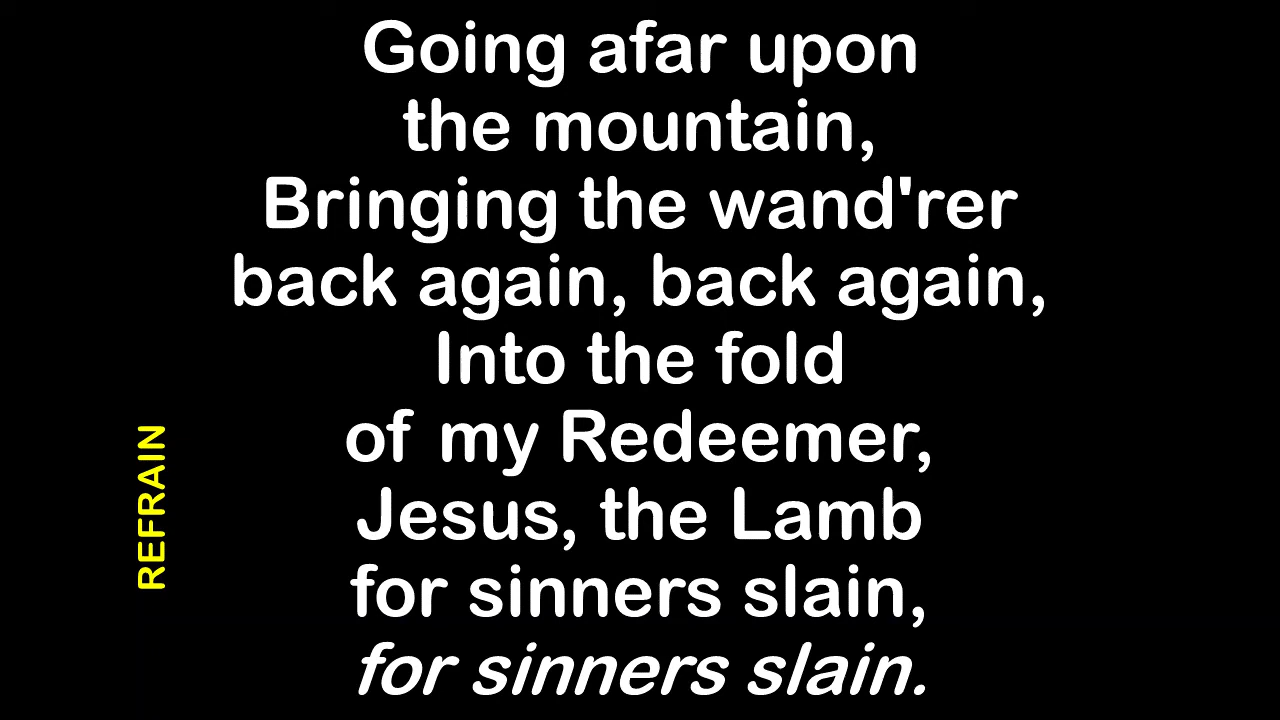 Going afar upon
the mountain,
Bringing the wand'rer
back again, back again,
Into the fold
of my Redeemer,
Jesus, the Lamb
for sinners slain,
for sinners slain.
REFRAIN